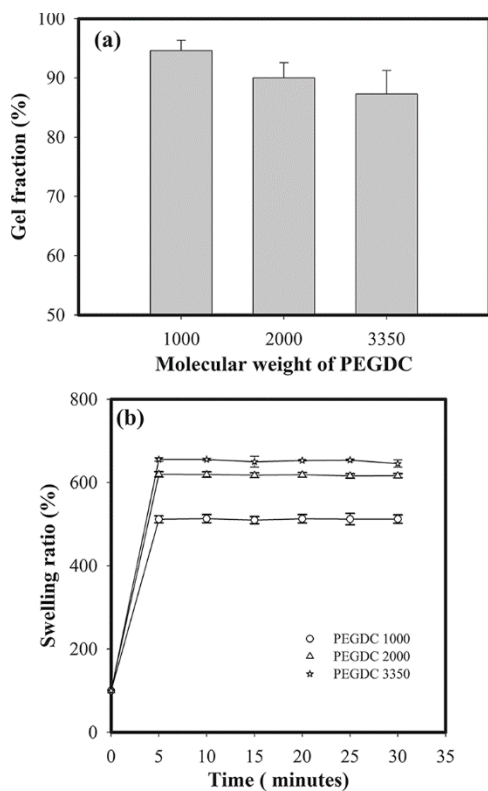 (a)
100
90
80
70
60
50
Gel fraction (%)
1000 2000 3350
Molecular weight of PEGDC
(b)
800
600
400
200
0
Swelling ratio (%)
PEGDC 1000
PEGDC 2000
PEGDC 3350
0 5 10 15 20 25 30 35
Time ( minutes)